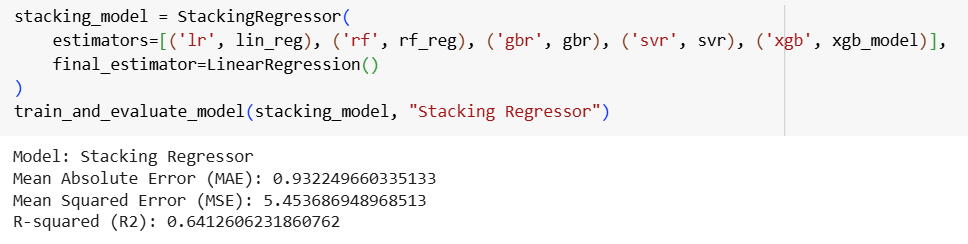 stacking_model = StackingRegressor(
    estimators=[('lr', lin_reg), ('rf', rf_reg), ('gbr', gbr), ('svr', svr), ('xgb', xgb_model)],
    final_estimator=LinearRegression()
)
train_and_evaluate_model(stacking_model, "Stacking Regressor")
Model: Stacking Regressor
Mean Absolute Error (MAE): 0.932249660335133
Mean Squared Error (MSE): 5.453686948968513
R-squared (R2): 0.6412606231860762